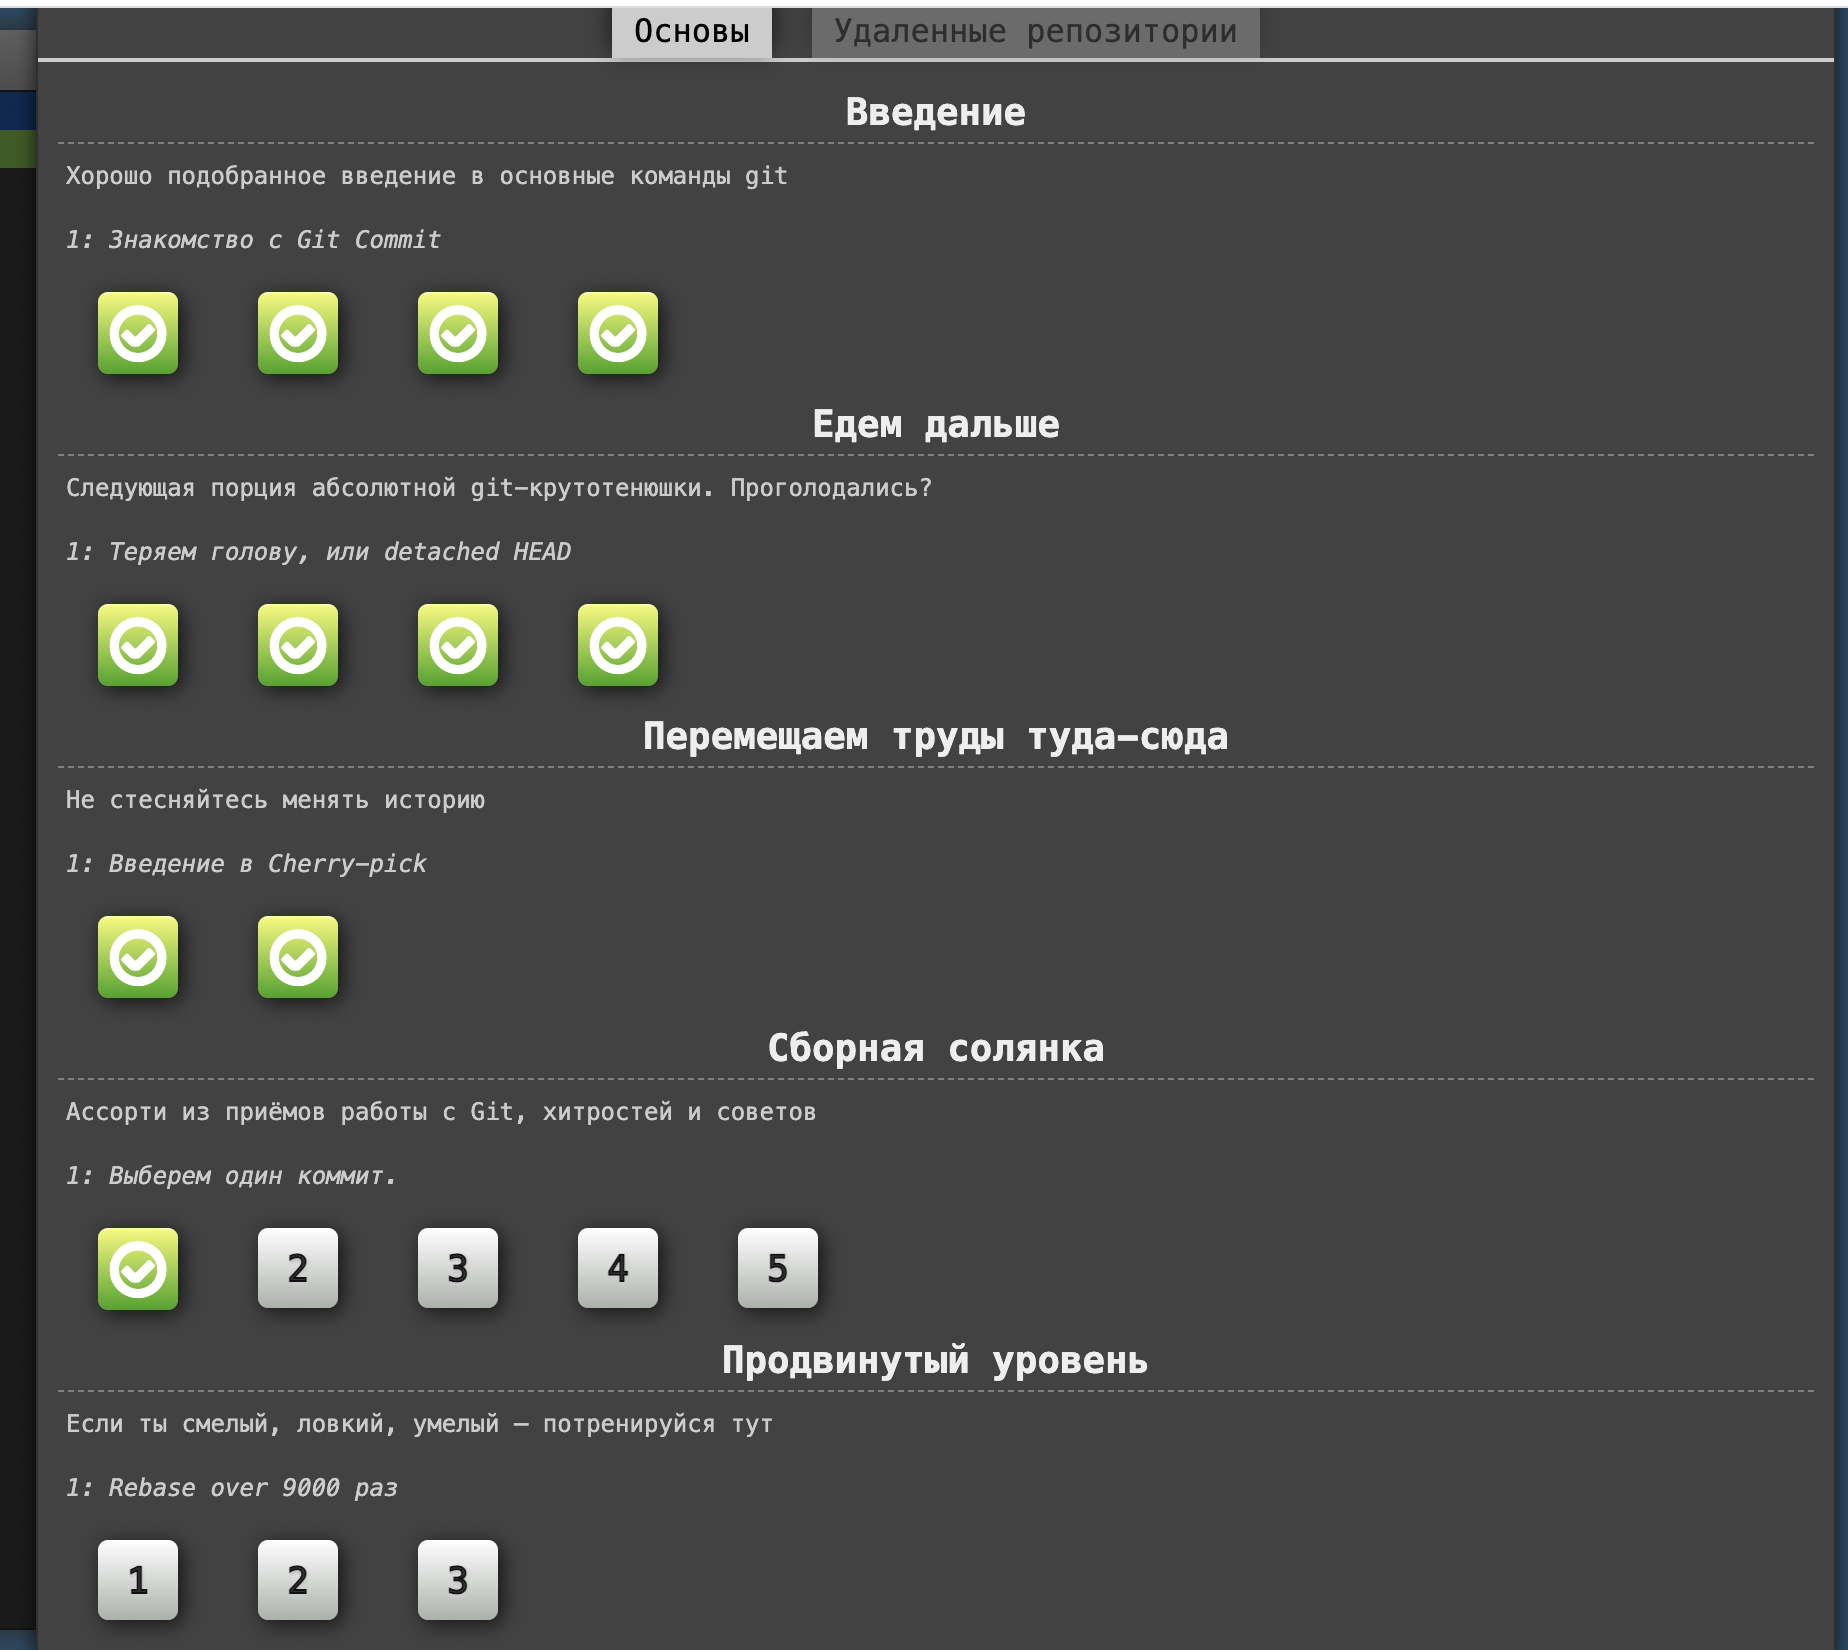 Основы Удаленные репозитории
Введение
Хорошо подобранное введение в основные команды git
1: Знакомство с Git Commit
Едем дальше
Следующая порция абсолютной git-крутотенюшки. Проголодались?
1: Теряем голову, или detached HEAD
Перемещаем труды туда-сюда
Не стесняйтесь менять историю
1: Введение в Cherry-pick
Сборная солянка
Ассорти из приёмов работы с Git, хитростей и советов
1: Выберем один коммит.
2 3 4 5
Продвинутый уровень
Если ты смелый, ловкий, умелый – потренируйся тут
1: Rebase over 9000 раз
1 2 3